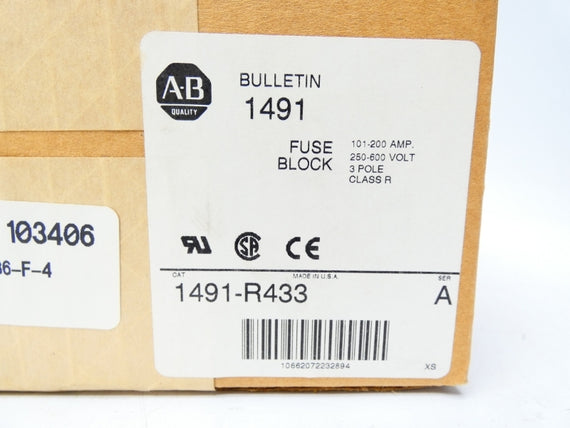 A·B
QUALITY
BULLETIN
1491
FUSE
BLOCK
101-200 AMP.
250-600 VOLT
3 POLE
CLASS R
CE
CAT
MADE IN U.S.A.
SER
1491-R433
A
10662072232894
XS
103406
36-F-4